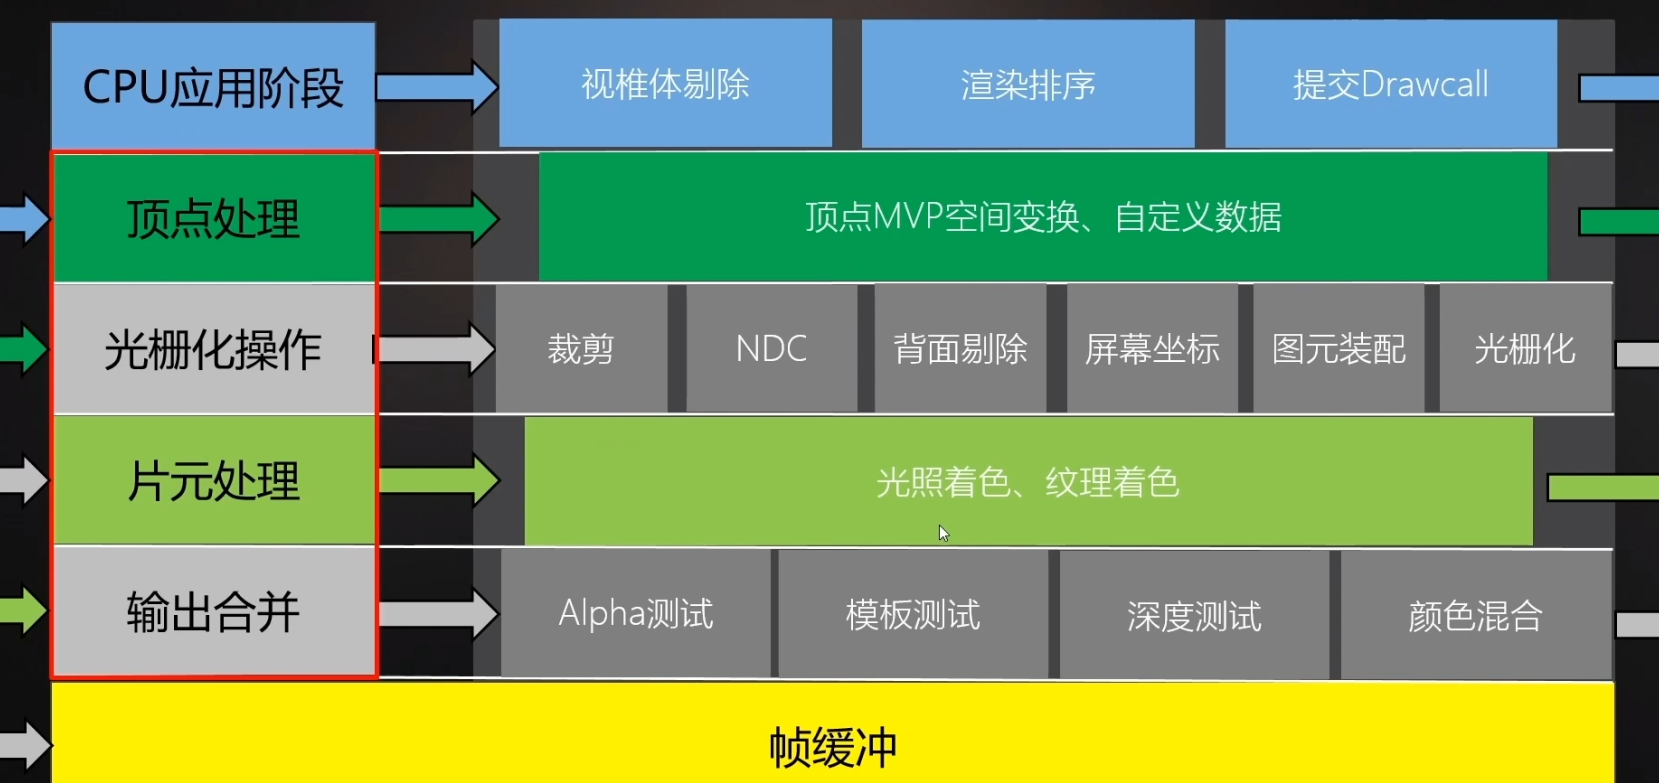 CPU应用阶段
视椎体剔除
渲染排序
提交Drawcall
顶点处理
顶点MVP空间变换、自定义数据
光栅化操作
裁剪
NDC
背面剔除
屏幕坐标
图元装配
光栅化
片元处理
光照着色、纹理着色
输出合并
Alpha测试
模板测试
深度测试
颜色混合
帧缓冲